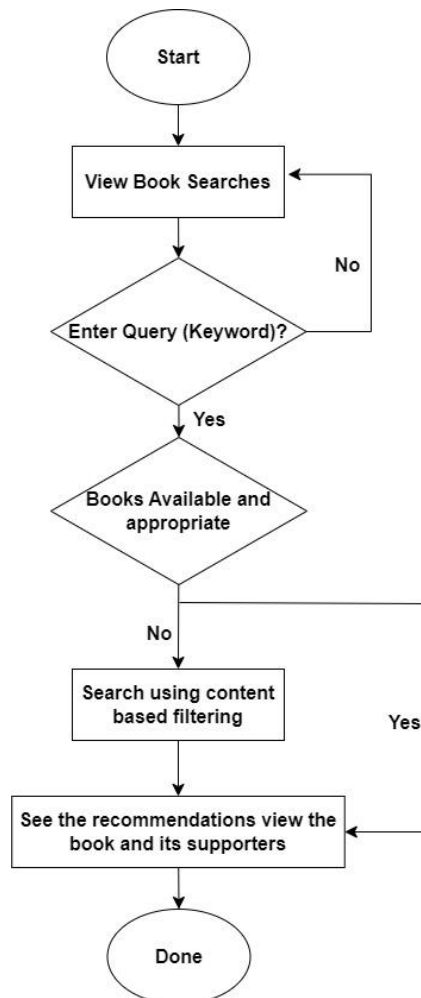 Start
View Book Searches
No
Enter Query (Keyword)?
Yes
Books Available and
appropriate
No
Search using content
based filtering
Yes
See the recommendations view the
book and its supporters
Done